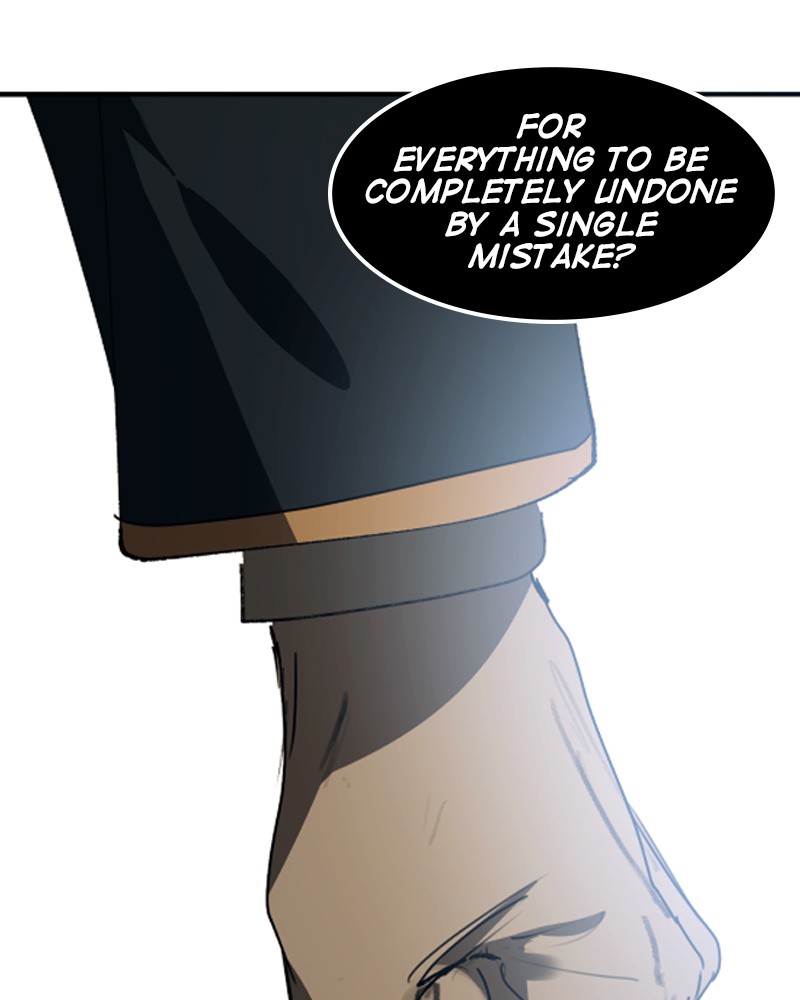 FOR
EVERYTHING TO BE
COMPLETELY UNDONE
BY A SINGLE
MISTAKE?